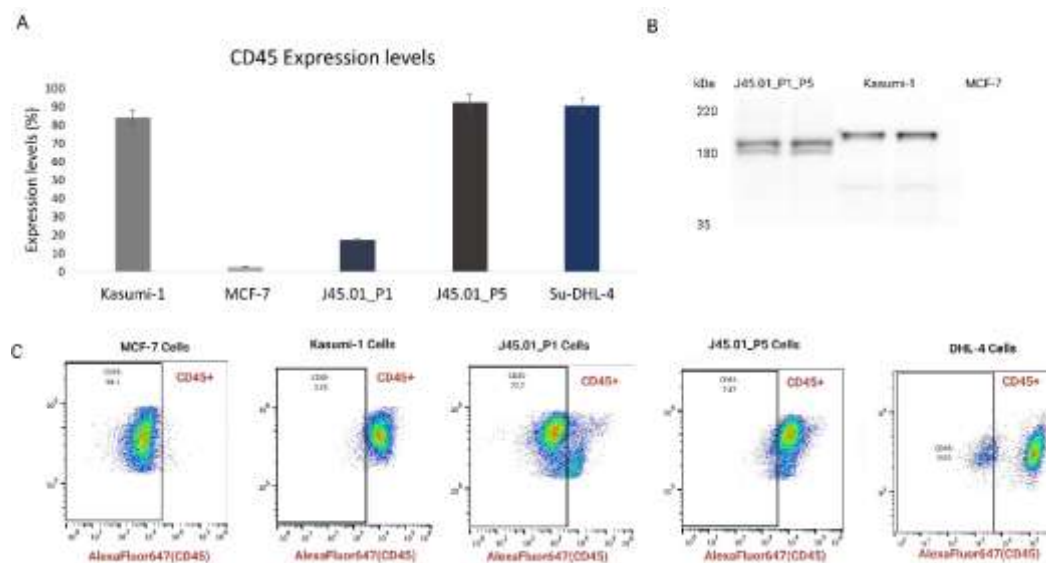 A
CD45 Expression levels
Expression levels (%)
100
90
80
70
60
50
40
30
20
10
0
Kasumi-1
MCF-7
J45.01_P1
J45.01_P5
Su-DHL-4
B
kDa
J45.01_P1_P5
Kasumi-1
MCF-7
220
180
35
C
MCF-7 Cells
CD45+
AlexaFluor647(CD45)
Kasumi-1 Cells
CD45+
AlexaFluor647(CD45)
J45.01_P1 Cells
CD45+
AlexaFluor647(CD45)
J45.01_P5 Cells
CD45+
AlexaFluor647(CD45)
DHL-4 Cells
CD45+
AlexaFluor647(CD45)